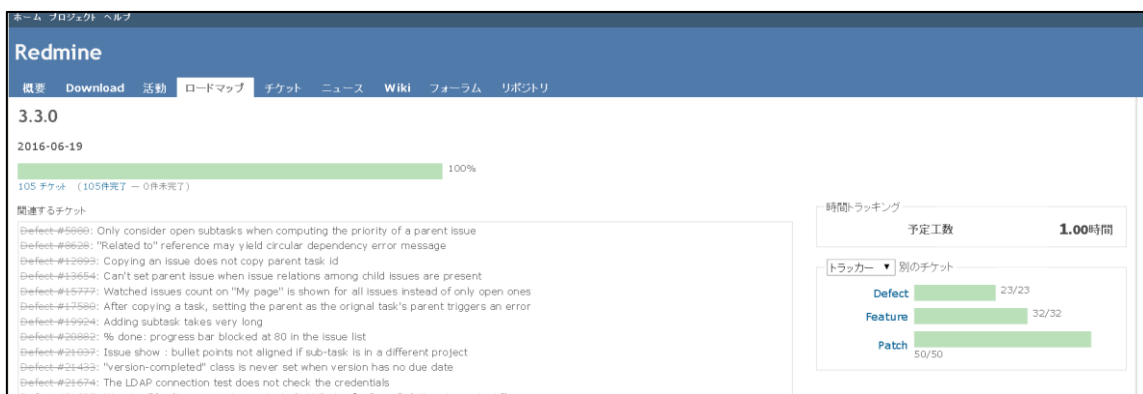 ホーム プロジェクト ヘルプ
Redmine
概要 Download 活動 ロードマップ チケット ニュース Wiki フォーラム リポジトリ
3.3.0
2016-06-19
100%
105 チケット (105件完了 — 0件未完了)
関連するチケット
Defect #5880: Only consider open subtasks when computing the priority of a parent issue
Defect #8628: "Related to" reference may yield circular dependency error message
Defect #12893: Copying an issue does not copy parent task id
Defect #13654: Can't set parent issue when issue relations among child issues are present
Defect #15777: Watched issues count on "My page" is shown for all issues instead of only open ones
Defect #17580: After copying a task, setting the parent as the orignal task's parent triggers an error
Defect #19924: Adding subtask takes very long
Defect #20882: % done: progress bar blocked at 80 in the issue list
Defect #21037: Issue show : bullet points not aligned if sub-task is in a different project
Defect #21433: "version-completed" class is never set when version has no due date
Defect #21674: The LDAP connection test does not check the credentials
時間トラッキング
予定工数 1.00時間
トラッカー 別のチケット
Defect 23/23
Feature 32/32
Patch
50/50